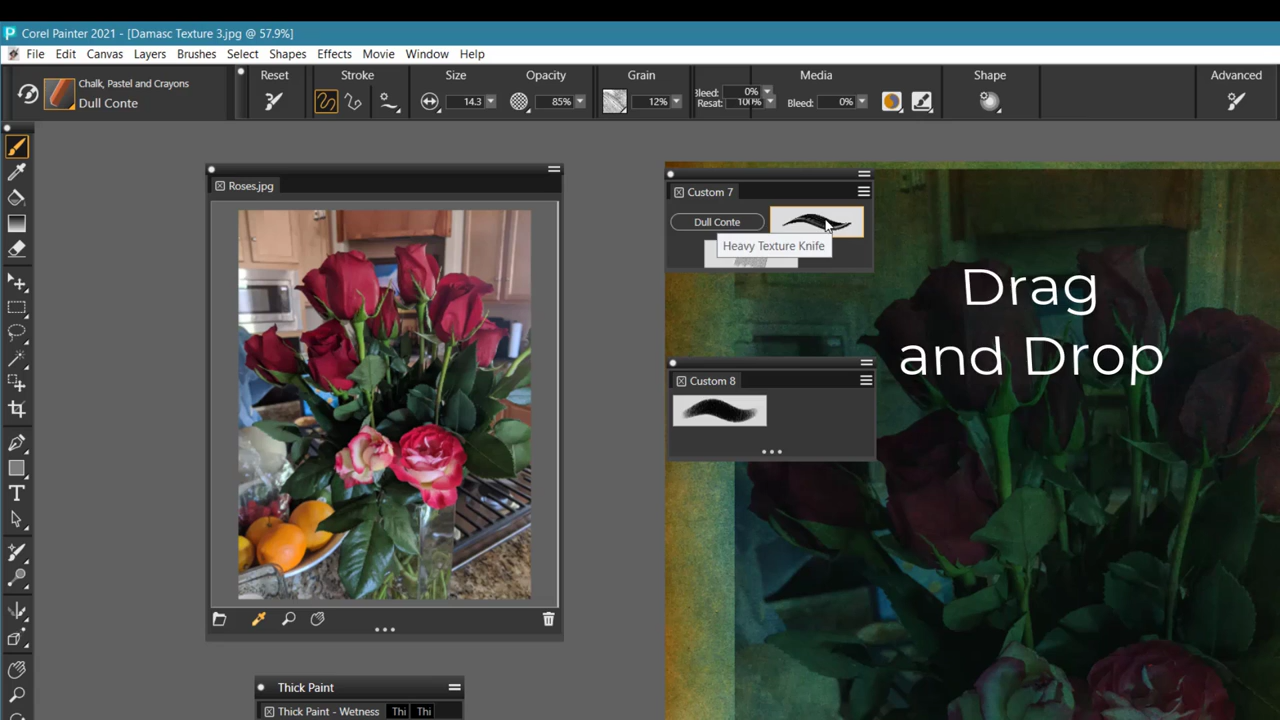 Corel Painter 2021 - [Damasc Texture 3.jpg @ 57.9%]
File Edit Canvas Layers Brushes Select Shapes Effects Movie Window Help
Chalk, Pastel and Crayons
Dull Conte
Reset
Stroke
Size
14.3
Opacity
85%
Grain
12%
Media
Bleed: 0%
Resat: 100%
Bleed: 0%
Shape
Advanced
Roses.jpg
Custom 7
Dull Conte
Heavy Texture Knife
Drag
and Drop
Custom 8
Thick Paint
Thick Paint - Wetness Thi Thi